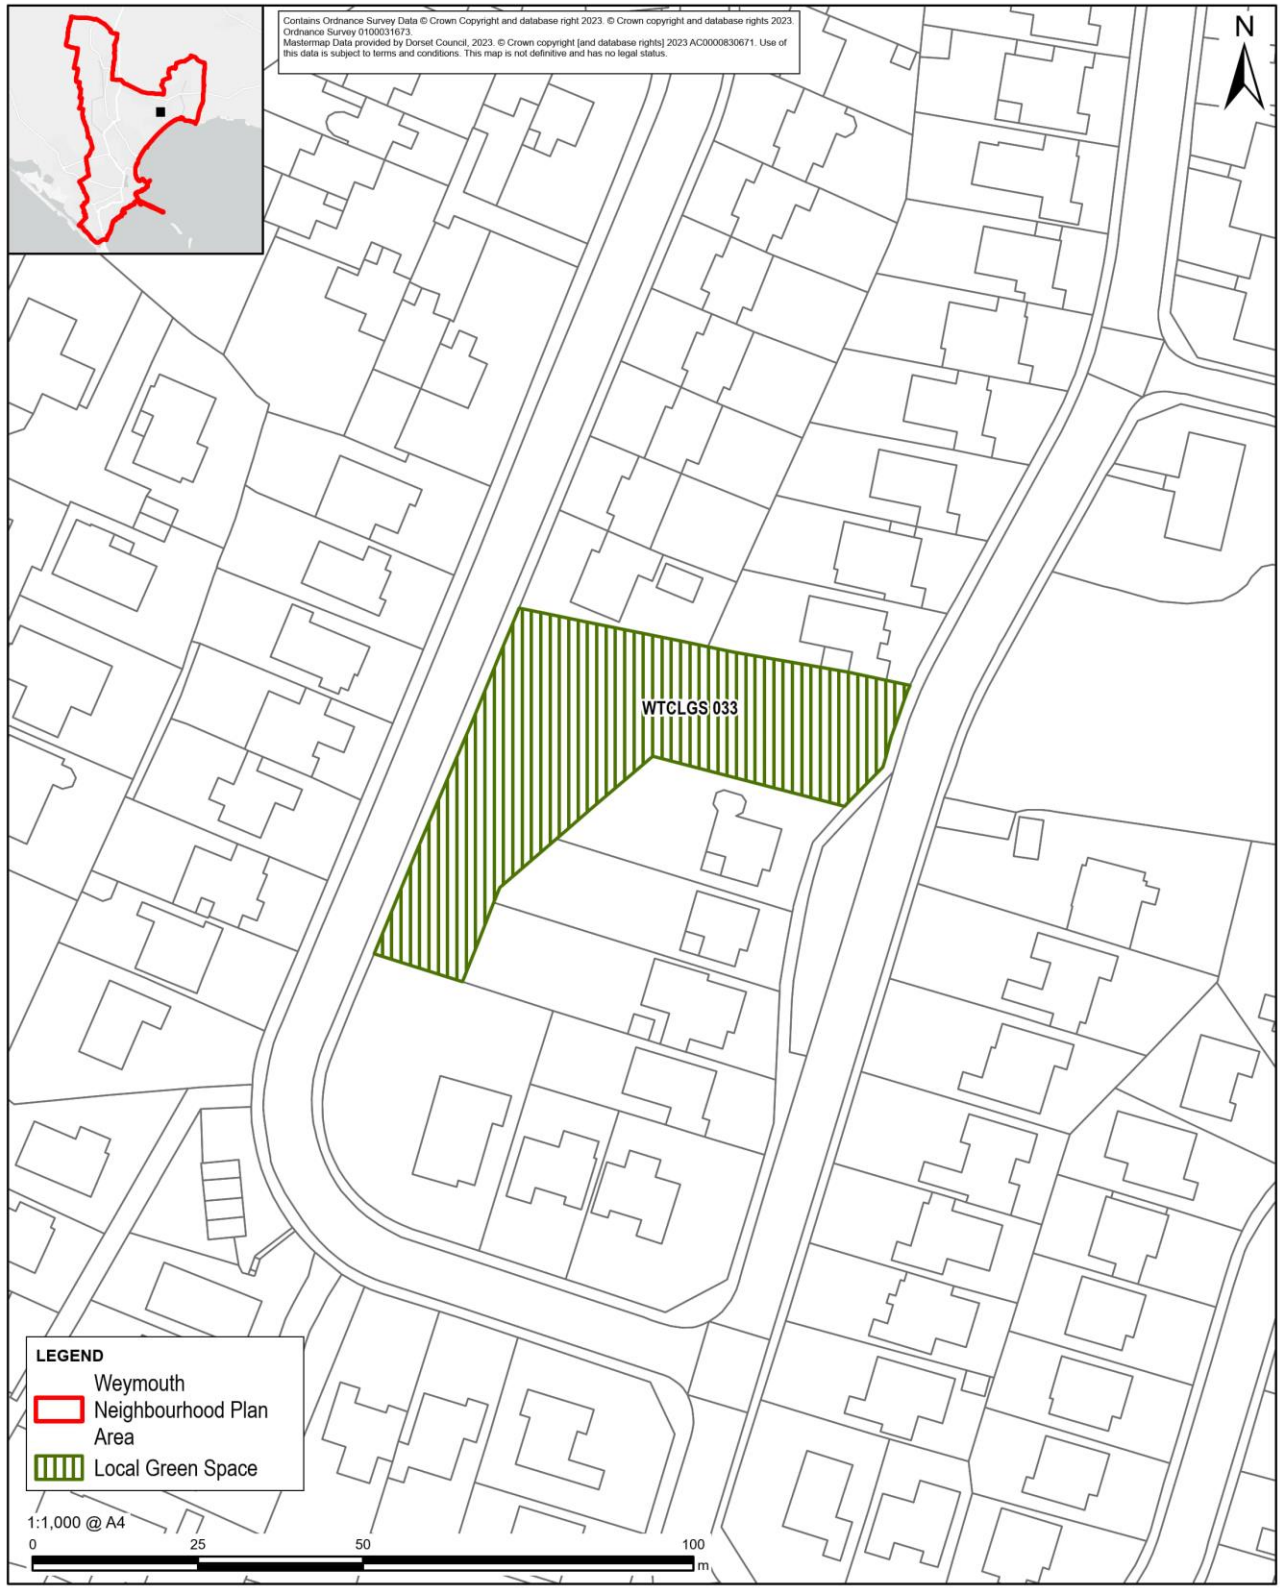 Contains Ordnance Survey Data © Crown Copyright and database right 2023. © Crown copyright and database rights 2023.
Ordnance Survey 0100031673.
Mastermap Data provided by Dorset Council, 2023. © Crown copyright [and database rights] 2023 AC0000830671. Use of
this data is subject to terms and conditions. This map is not definitive and has no legal status.
N
WTCLGS 033
LEGEND
Weymouth
Neighbourhood Plan
Area
Local Green Space
1:1,000 @ A4
0 25 50 100
m